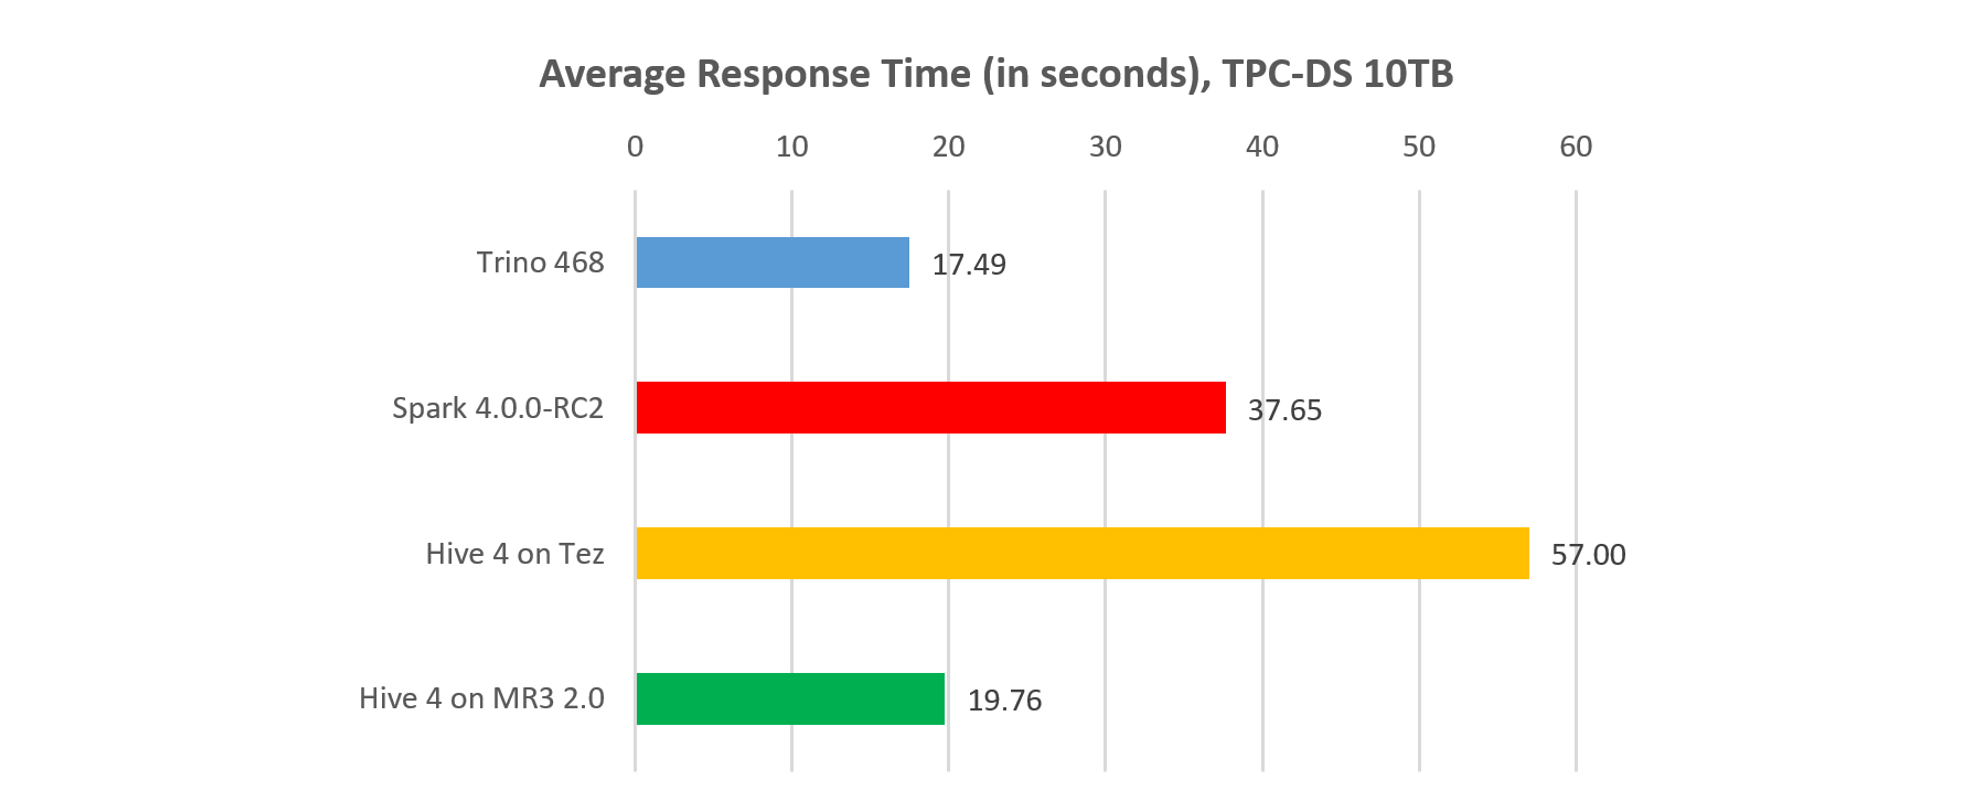 Average Response Time (in seconds), TPC-DS 10TB
0 10 20 30 40 50 60
Trino 468 17.49
Spark 4.0.0-RC2 37.65
Hive 4 on Tez 57.00
Hive 4 on MR3 2.0 19.76